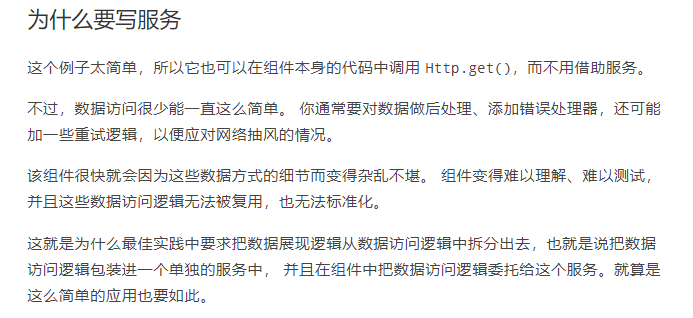 为什么要写服务
这个例子太简单，所以它也可以在组件本身的代码中调用 Http.get()，而不用借助服务。
不过，数据访问很少能一直这么简单。 你通常要对数据做后处理、添加错误处理器，还可能
加一些重试逻辑，以便应对网络抽风的情况。
该组件很快就会因为这些数据方式的细节而变得杂乱不堪。 组件变得难以理解、难以测试，
并且这些数据访问逻辑无法被复用，也无法标准化。
这就是为什么最佳实践中要求把数据展现逻辑从数据访问逻辑中拆分出去，也就是说把数据
访问逻辑包装进一个单独的服务中， 并且在组件中把数据访问逻辑委托给这个服务。就算是
这么简单的应用也要如此。